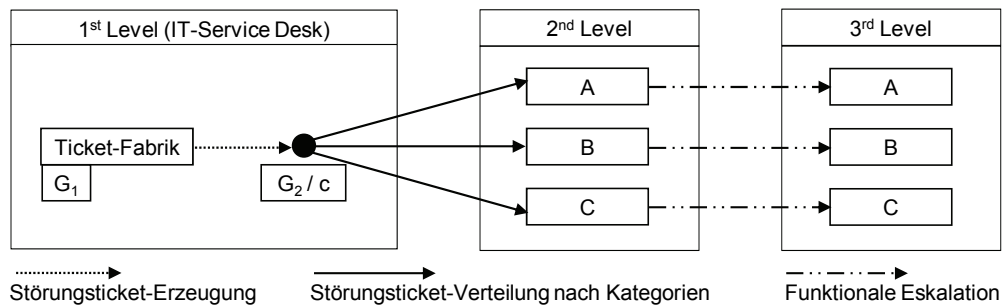 1st Level (IT-Service Desk)
2nd Level
3rd Level
A
A
Ticket-Fabrik
B
B
G1
G2 / c
C
C
Störungsticket-Erzeugung
Störungsticket-Verteilung nach Kategorien
Funktionale Eskalation